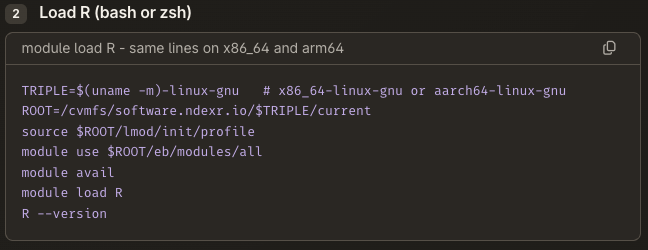 2 Load R (bash or zsh)
module load R - same lines on x86_64 and arm64
TRIPLE=$(uname -m)-linux-gnu   # x86_64-linux-gnu or aarch64-linux-gnu
ROOT=/cvmfs/software.ndexr.io/$TRIPLE/current
source $ROOT/lmod/init/profile
module use $ROOT/eb/modules/all
module avail
module load R
R --version